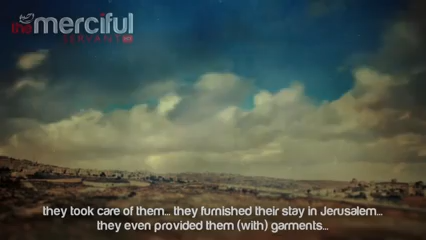 the merciful
SERVANT
they took care of them... they furnished their stay in Jerusalem...
they even provided them (with) garments...